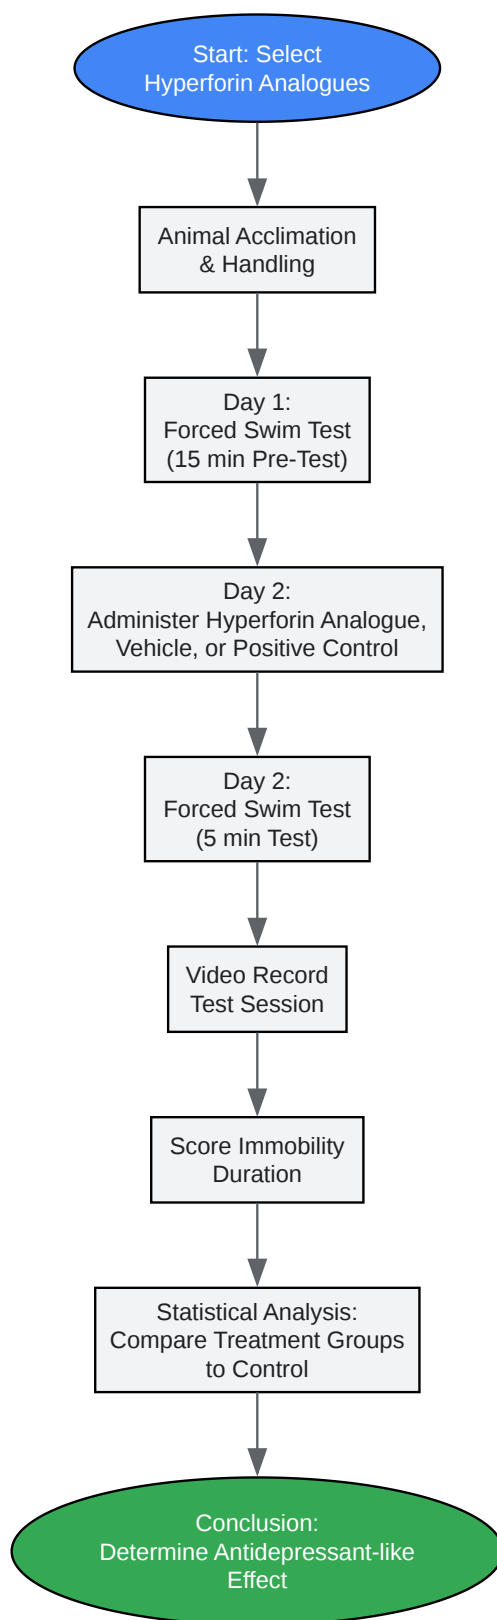 Start: Select
Hyperforin Analogues
Animal Acclimation
& Handling
Day 1:
Forced Swim Test
(15 min Pre-Test)
Day 2:
Administer Hyperforin Analogue,
Vehicle, or Positive Control
Day 2:
Forced Swim Test
(5 min Test)
Video Record
Test Session
Score Immobility
Duration
Statistical Analysis:
Compare Treatment Groups
to Control
Conclusion:
Determine Antidepressant-like
Effect